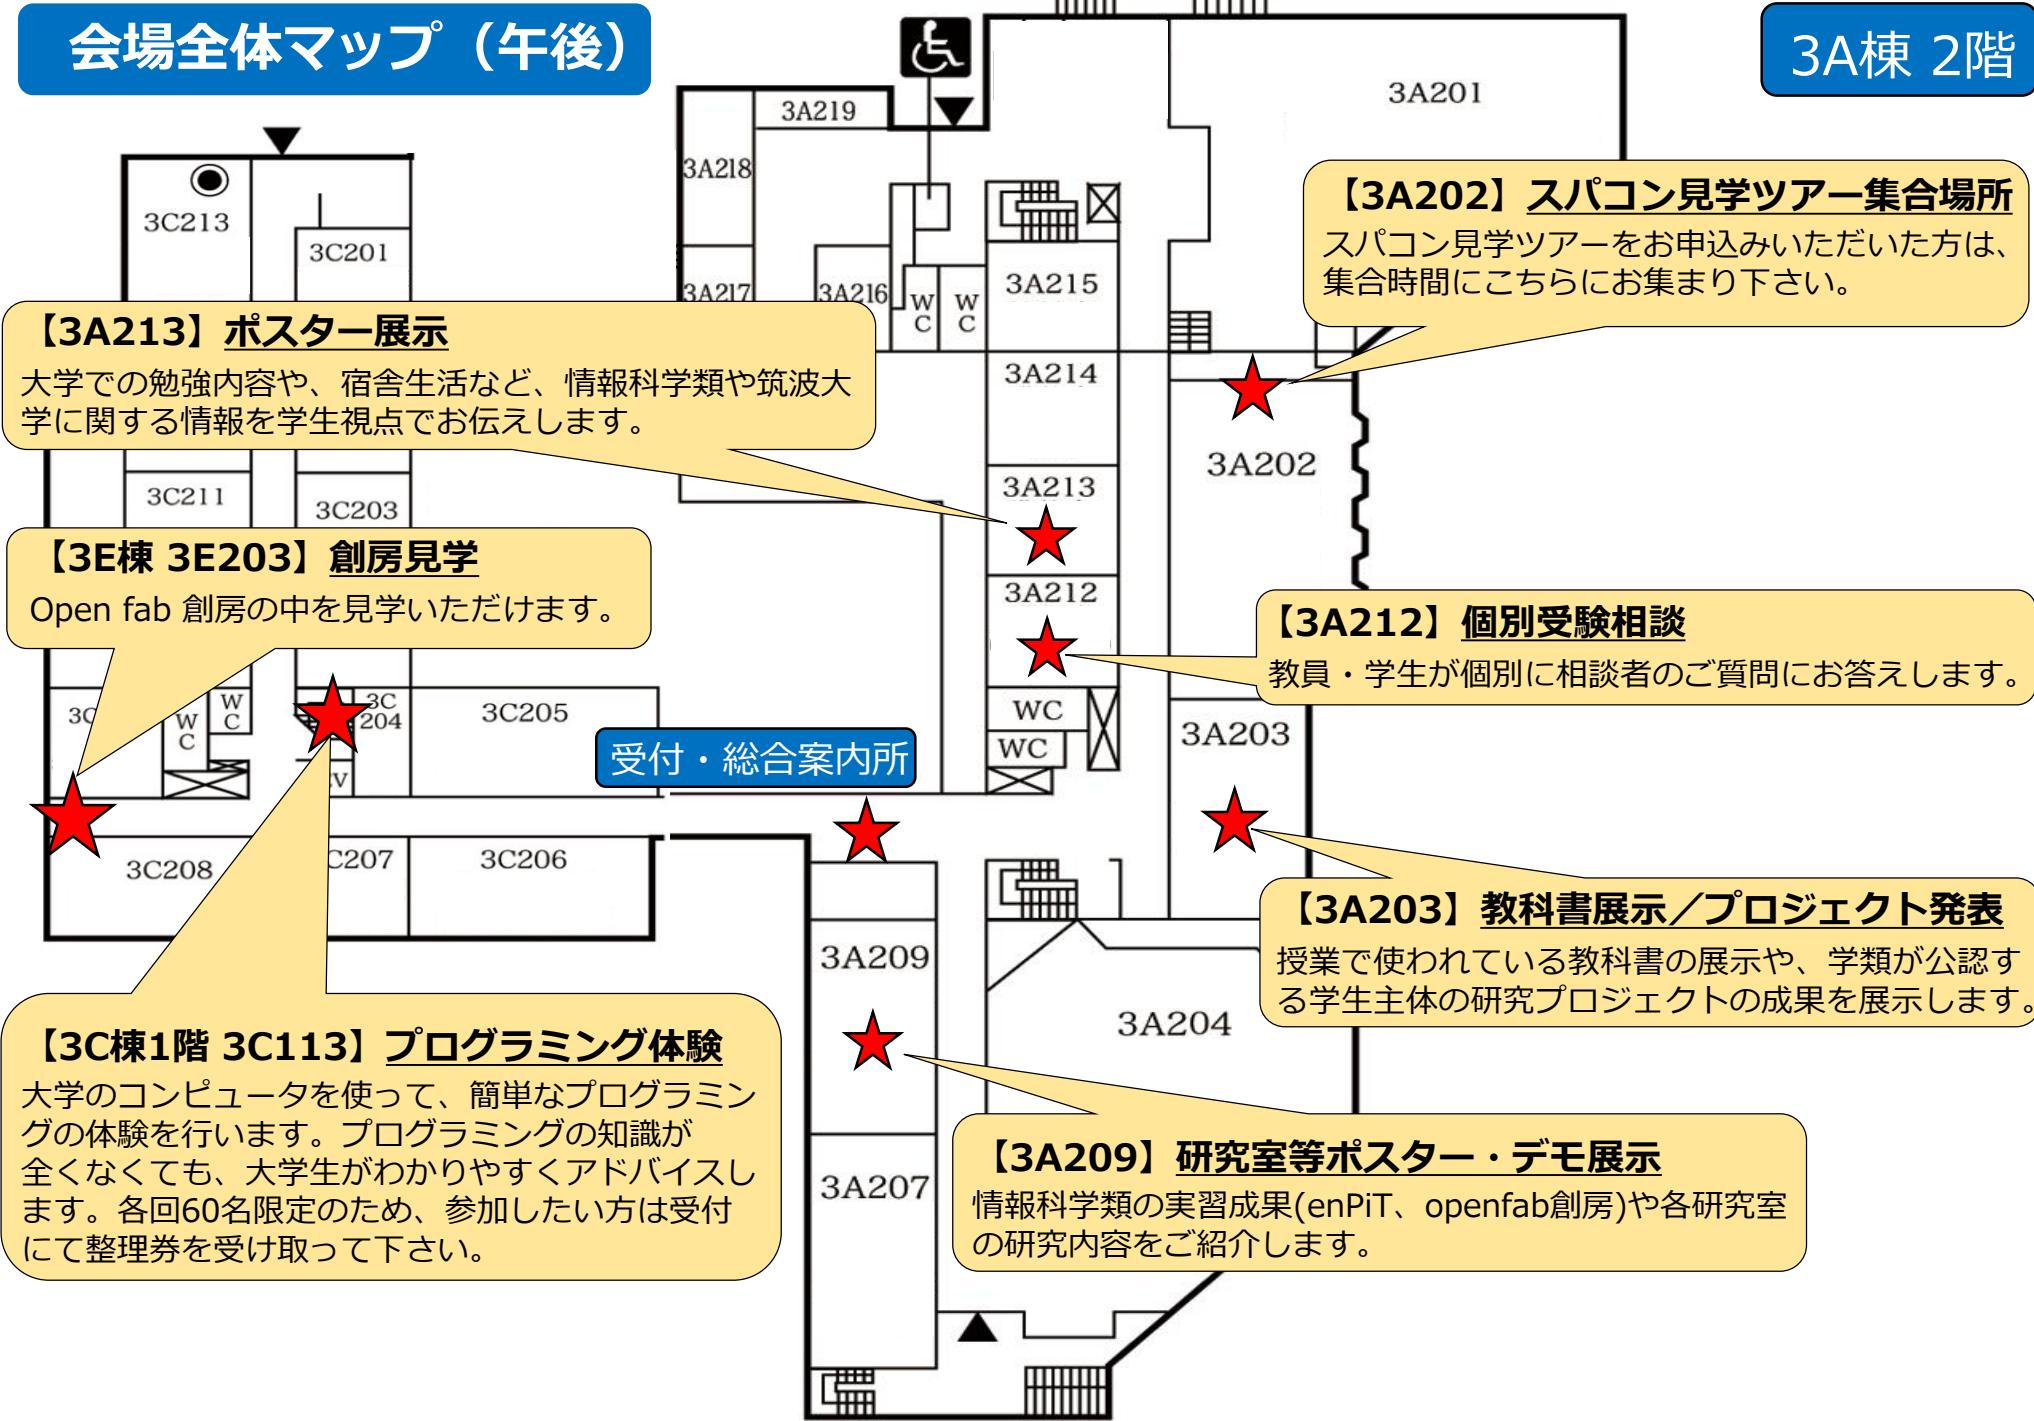 会場全体マップ（午後）
3A棟 2階
3A201
3A219
3A218
3C213
3C201
3A217
3A216
W
C
W
C
3A215
【3A202】スパコン見学ツアー集合場所
スパコン見学ツアーをお申込みいただいた方は、
集合時間にこちらにお集まり下さい。
【3A213】ポスター展示
大学での勉強内容や、宿舎生活など、情報科学類や筑波大
学に関する情報を学生視点でお伝えします。
3A214
3A202
3A213
3C211
3C203
【3E棟 3E203】創房見学
Open fab 創房の中を見学いただけます。
3A212
【3A212】個別受験相談
教員・学生が個別に相談者のご質問にお答えします。
W
C
W
C
3C
204
3C205
WC
WC
3A203
受付・総合案内所
3C208
C207
3C206
【3A203】教科書展示／プロジェクト発表
授業で使われている教科書の展示や、学類が公認す
る学生主体の研究プロジェクトの成果を展示します。
3A209
3A204
【3C棟1階 3C113】プログラミング体験
大学のコンピュータを使って、簡単なプログラミン
グの体験を行います。プログラミングの知識が
全くなくても、大学生がわかりやすくアドバイスし
ます。各回60名限定のため、参加したい方は受付
にて整理券を受け取って下さい。
【3A209】研究室等ポスター・デモ展示
情報科学類の実習成果(enPiT、openfab創房)や各研究室
の研究内容をご紹介します。
3A207